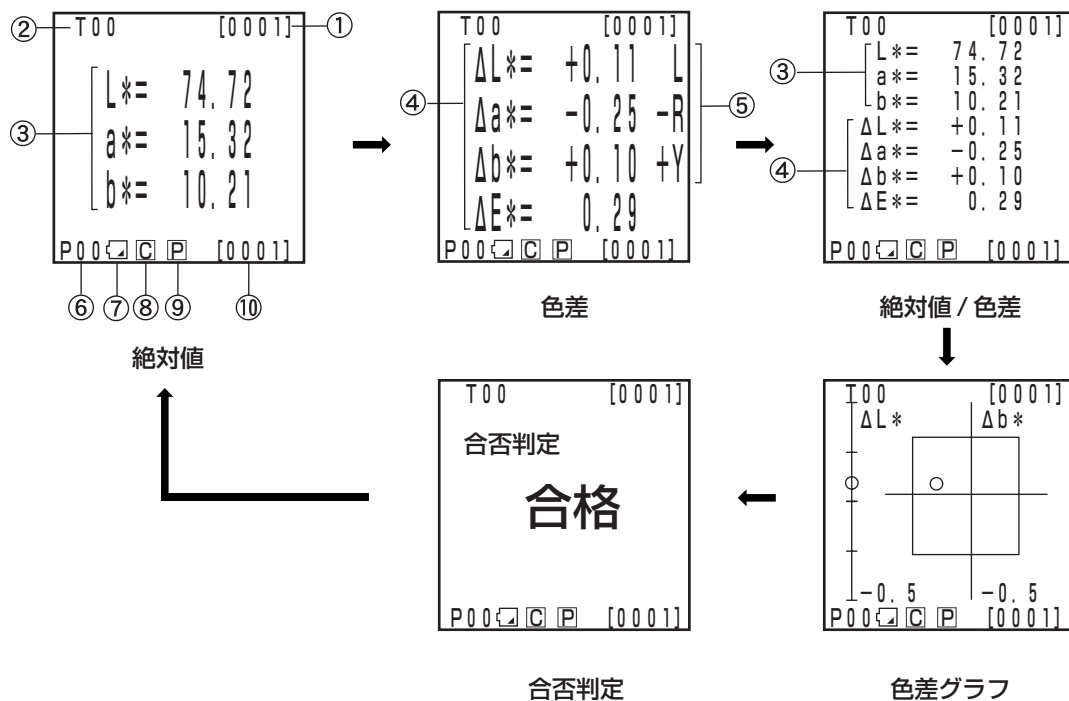 ② T00 [0001] ①
③ L*= 74.72
a*= 15.32
b*= 10.21
P00 C P [0001]
⑥ ⑦ ⑧ ⑨ ⑩
絶対値
T00 [0001]
④ ΔL*= +0.11 L ⑤
Δa*= -0.25 -R
Δb*= +0.10 +Y
ΔE*= 0.29
P00 C P [0001]
色差
T00 [0001]
③ L*= 74.72
a*= 15.32
b*= 10.21
④ ΔL*= +0.11
Δa*= -0.25
Δb*= +0.10
ΔE*= 0.29
P00 C P [0001]
絶対値 / 色差
T00 [0001]
ΔL* Δb*
-0.5 -0.5
P00 C P [0001]
色差グラフ
T00 [0001]
合否判定
合格
P00 C P [0001]
合否判定